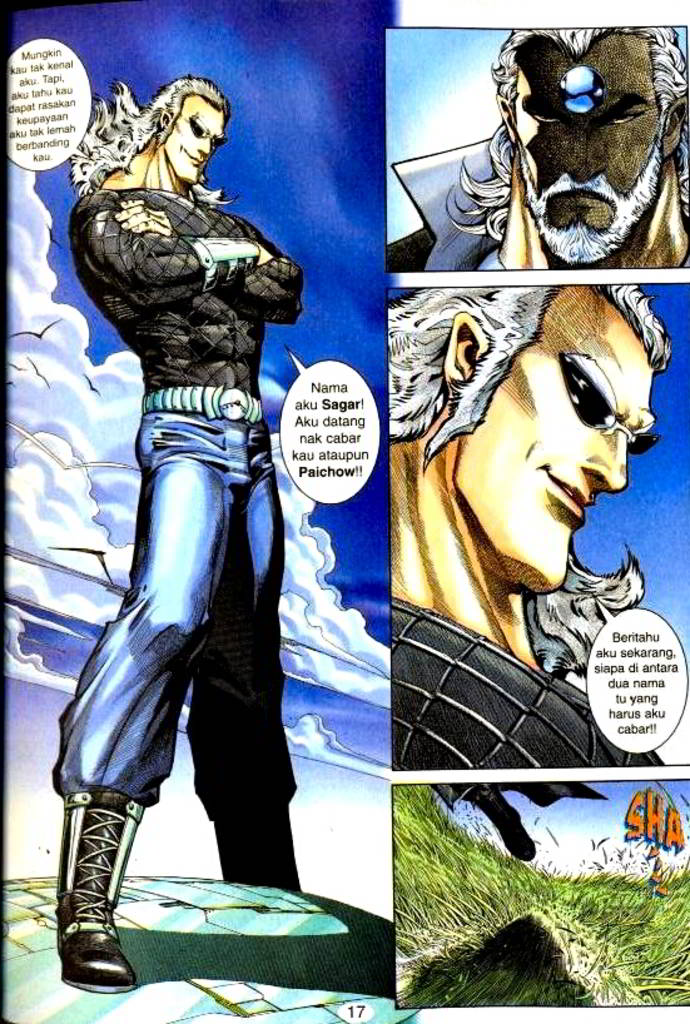 Mungkin
kau tak kenal
aku. Tapi,
aku tahu kau
dapat rasakan
keupayaan
aku tak lemah
berbanding
kau.
Nama
aku Sagar!
Aku datang
nak cabar
kau ataupun
Paichow!!
Beritahu
aku sekarang,
siapa di antara
dua nama
tu yang
harus aku
cabar!!
SHA
17